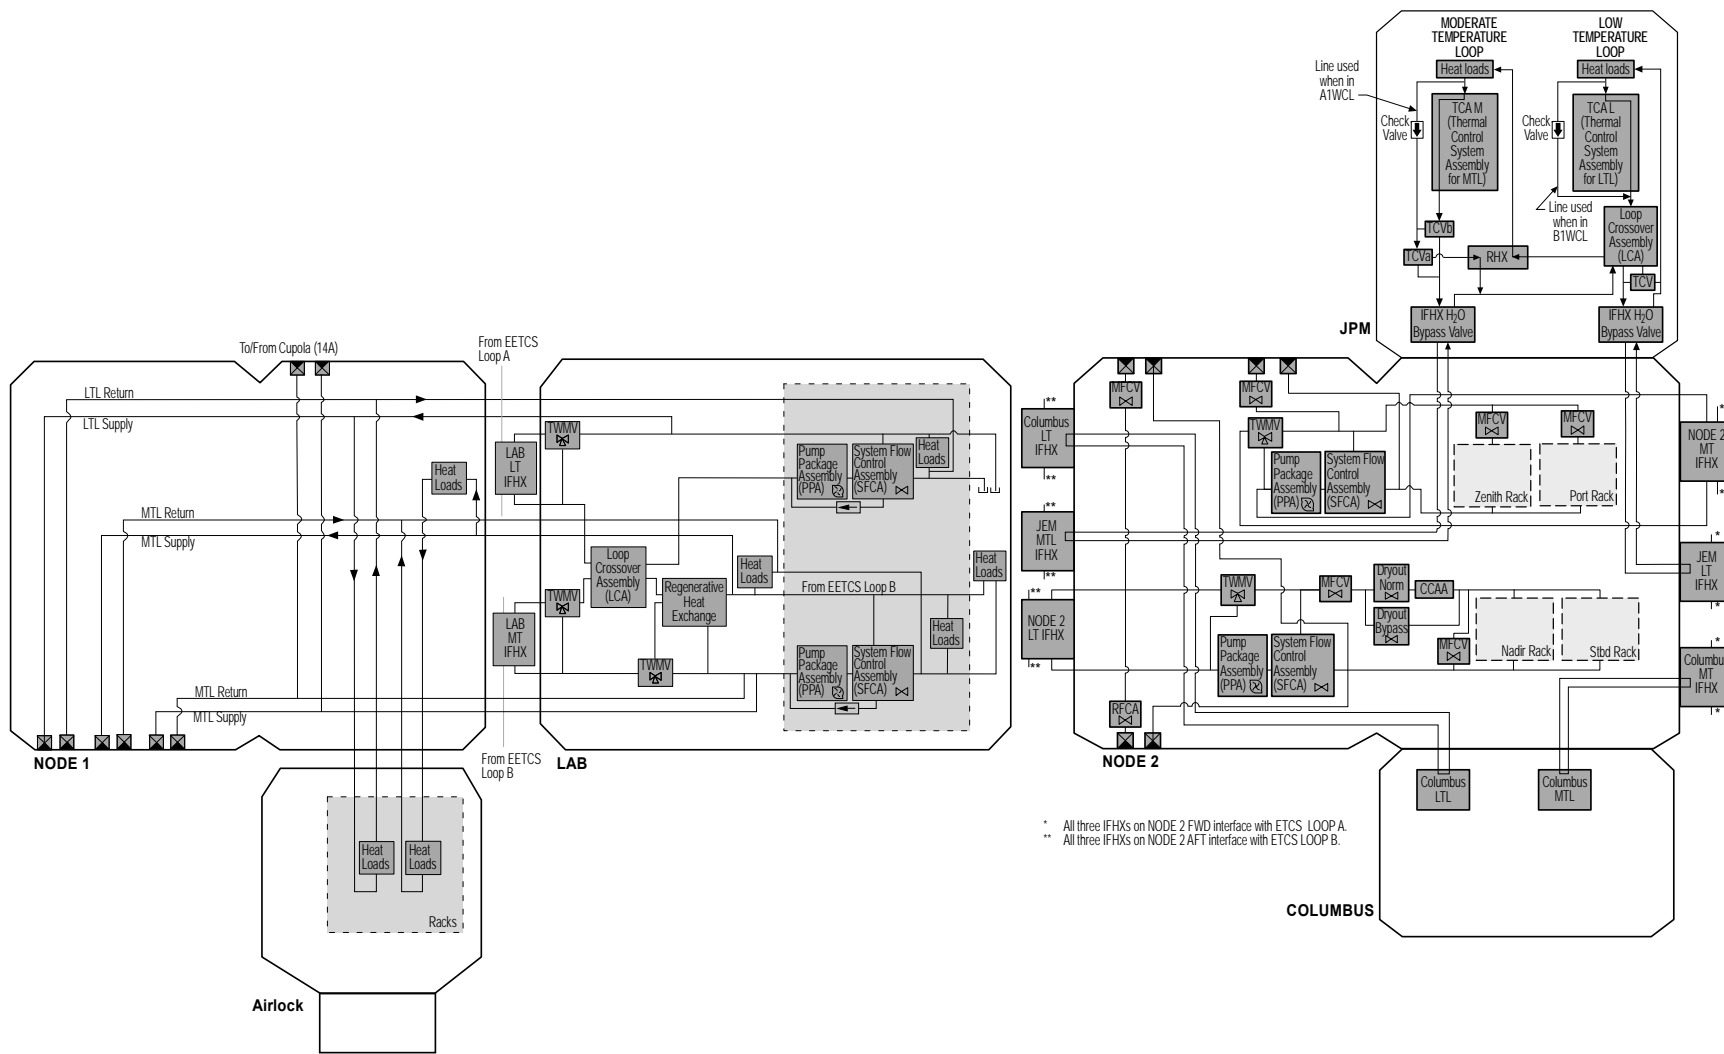 MODERATE
TEMPERATURE
LOOP
LOW
TEMPERATURE
LOOP
Heat loads
Heat loads
Line used
when in
A1WCL
Check
Valve
TCA M
(Thermal
Control
System
Assembly
for MTL)
Check
Valve
TCA L
(Thermal
Control
System
Assembly
for LTL)
Line used
when in
B1WCL
Loop
Crossover
Assembly
(LCA)
TCVb
TCVa
RHX
TCV
IFHX H₂O
Bypass Valve
IFHX H₂O
Bypass Valve
JPM
To/From Cupola (14A)
LTL Return
LTL Supply
Heat
Loads
MTL Return
MTL Supply
MTL Return
MTL Supply
NODE 1
Heat
Loads
Heat
Loads
Racks
Airlock
From EETCS
Loop A
TWMV
LAB
LT
IFHX
Pump
Package
Assembly
(PPA)
System Flow
Control
Assembly
(SFCA)
Heat
Loads
Loop
Crossover
Assembly
(LCA)
Regenerative
Heat
Exchange
Heat
Loads
Heat
Loads
From EETCS Loop B
TWMV
LAB
MT
IFHX
TWMV
Pump
Package
Assembly
(PPA)
System Flow
Control
Assembly
(SFCA)
Heat
Loads
From EETCS
Loop B
LAB
**
Columbus
LT
IFHX
**
**
JEM
MTL
IFHX
**
**
NODE 2
LT IFHX
**
MFCV
MFCV
TWMV
Pump
Package
Assembly
(PPA)
System Flow
Control
Assembly
(SFCA)
MFCV
MFCV
Zenith Rack
Port Rack
*
NODE 2
MT
IFHX
*
*
JEM
LT
IFHX
*
TWMV
MFCV
Dryout
Norm
CCAA
Dryout
Bypass
MFCV
Pump
Package
Assembly
(PPA)
System Flow
Control
Assembly
(SFCA)
Nadir Rack
Stbd Rack
*
Columbus
MT
IFHX
*
RFCA
NODE 2
Columbus
LTL
Columbus
MTL
COLUMBUS
* All three IFHXs on NODE 2 FWD interface with ETCS LOOP A.
** All three IFHXs on NODE 2 AFT interface with ETCS LOOP B.